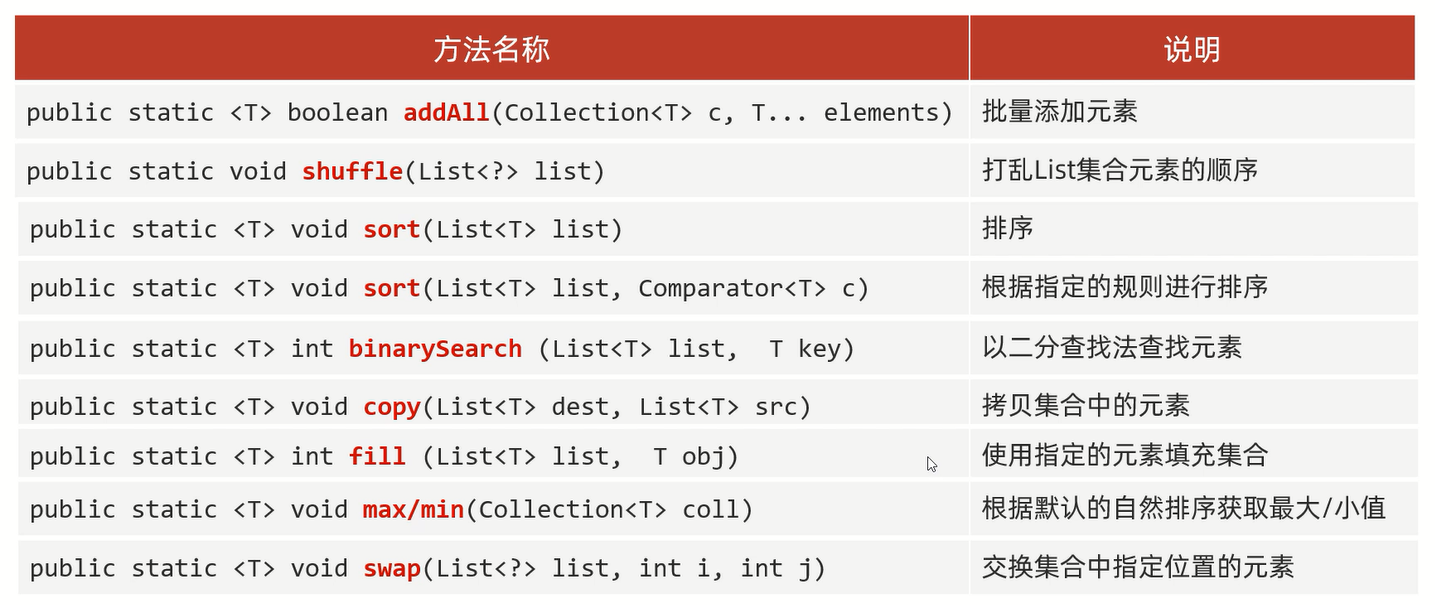 方法名称 说明
public static <T> boolean addAll(Collection<T> c, T... elements) 批量添加元素
public static void shuffle(List<?> list) 打乱List集合元素的顺序
public static <T> void sort(List<T> list) 排序
public static <T> void sort(List<T> list, Comparator<T> c) 根据指定的规则进行排序
public static <T> int binarySearch (List<T> list, T key) 以二分查找法查找元素
public static <T> void copy(List<T> dest, List<T> src) 拷贝集合中的元素
public static <T> int fill (List<T> list, T obj) 使用指定的元素填充集合
public static <T> void max/min(Collection<T> coll) 根据默认的自然排序获取最大/小值
public static <T> void swap(List<?> list, int i, int j) 交换集合中指定位置的元素